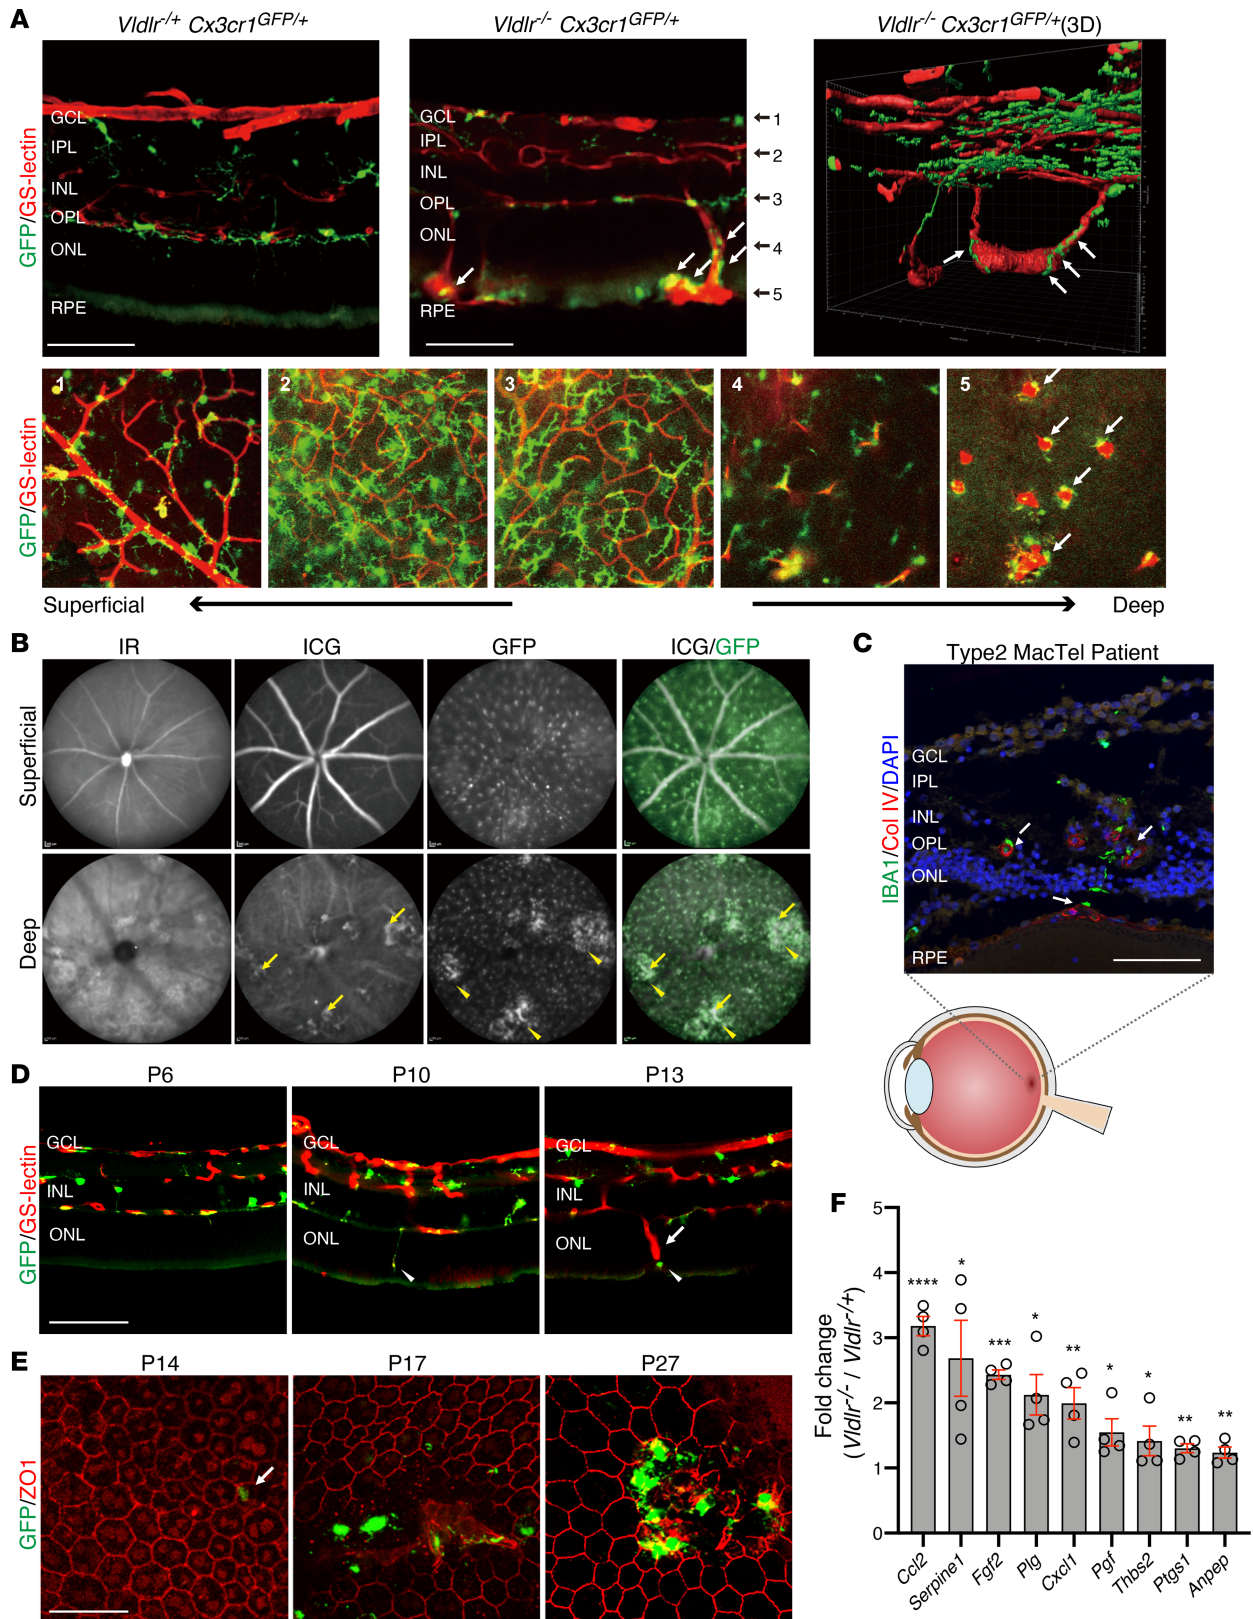 A
Vldlr-/+ Cx3cr1GFP/+
Vldlr-/- Cx3cr1GFP/+
Vldlr-/- Cx3cr1GFP/+(3D)
GFP/GS-lectin
GCL
IPL
INL
OPL
ONL
RPE
GCL
IPL
INL
OPL
ONL
RPE
1
2
3
4
5
GFP/GS-lectin
1
2
3
4
5
Superficial
Deep
B
IR
ICG
GFP
ICG/GFP
Superficial
Deep
C
Type2 MacTel Patient
IBA1/Col IV/DAPI
GCL
IPL
INL
OPL
ONL
RPE
D
P6
P10
P13
GFP/GS-lectin
GCL
INL
ONL
GCL
INL
ONL
GCL
INL
ONL
E
P14
P17
P27
GFP/ZO1
F
Fold change
(Vldlr-/- / Vldlr-/+)
5
4
3
2
1
0
****
*
***
*
**
*
*
**
**
Ccl2
Serpine1
Fgf2
Plg
Cxcl1
Pgf
Thbs2
Ptgs1
Anpep